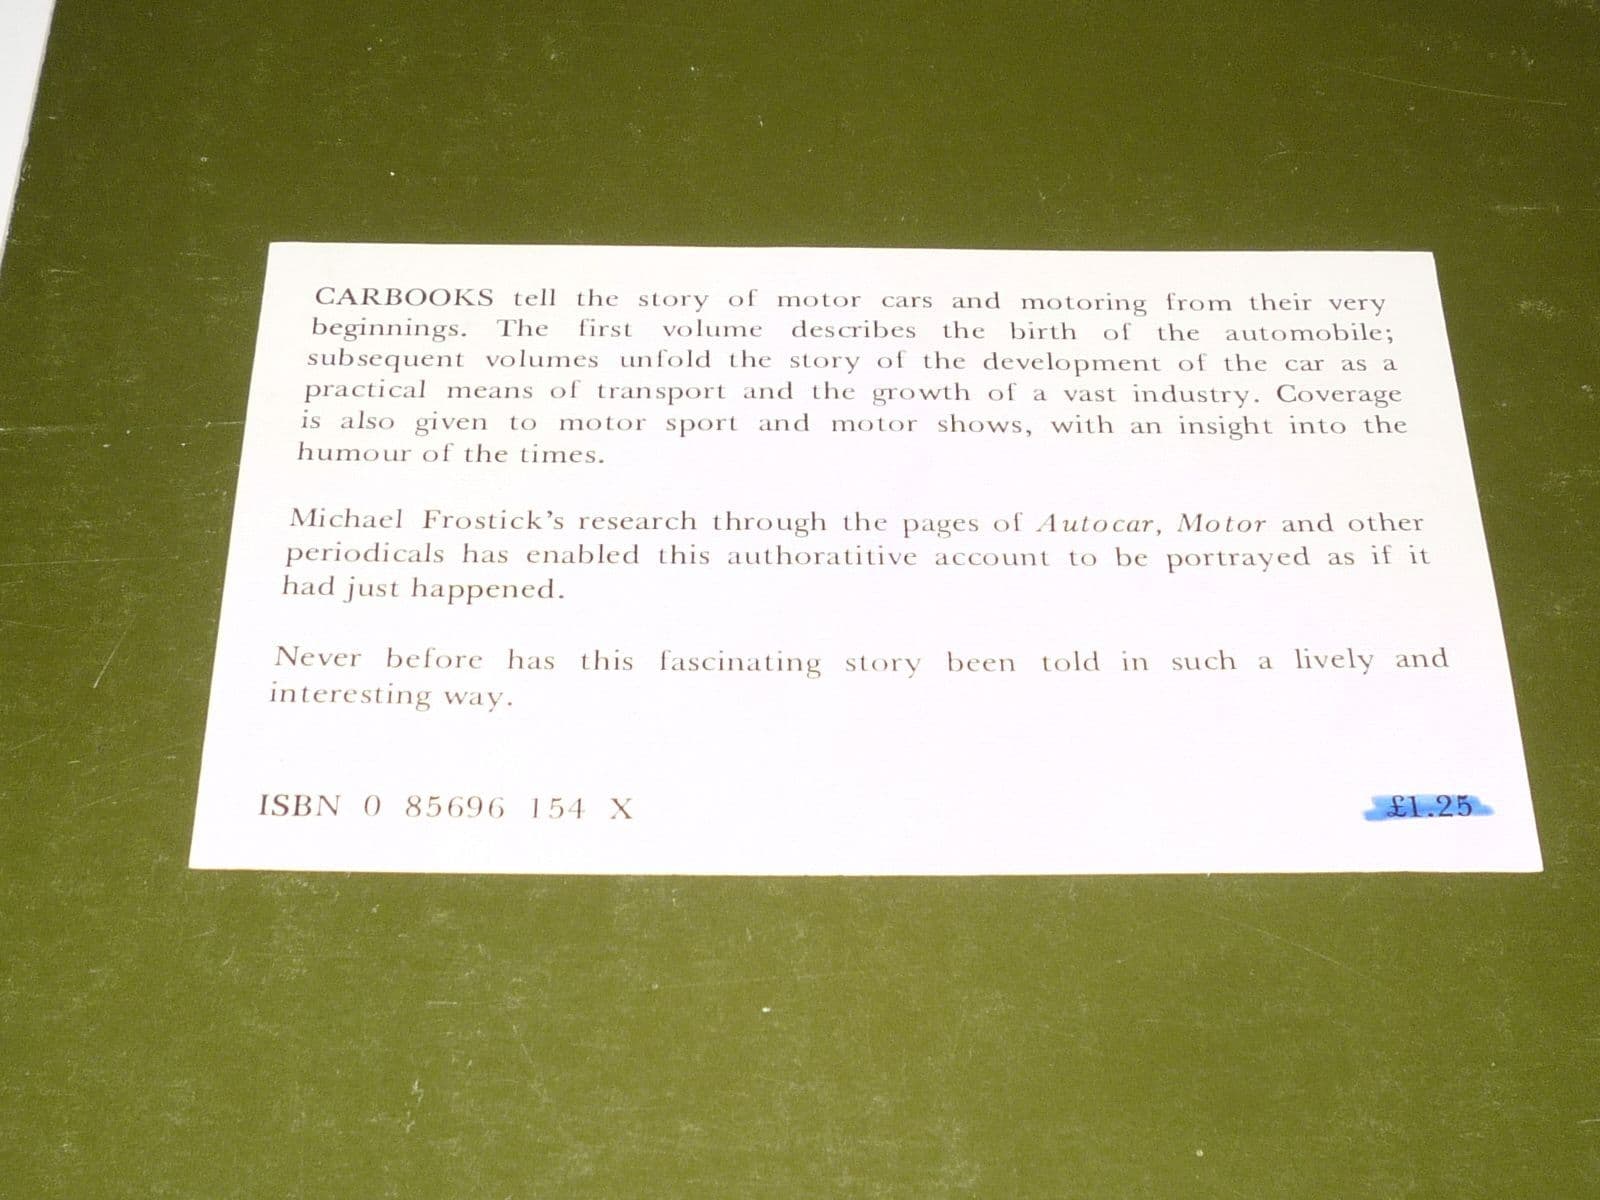 CARBOOKS tell the story of motor cars and motoring from their very
beginnings. The first volume describes the birth of the automobile;
subsequent volumes unfold the story of the development of the car as a
practical means of transport and the growth of a vast industry. Coverage
is also given to motor sport and motor shows, with an insight into the
humour of the times.
Michael Frostick's research through the pages of Autocar, Motor and other
periodicals has enabled this authoratitive account to be portrayed as if it
had just happened.
Never before has this fascinating story been told in such a lively and
interesting way.
ISBN 0 85696 154 X £1.25